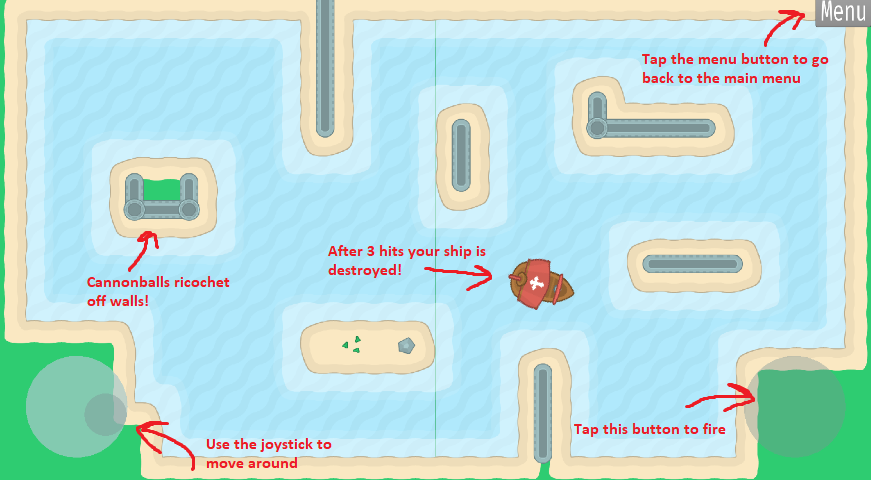 Menu
Tap the menu button to go
back to the main menu
After 3 hits your ship is
destroyed!
Cannonballs ricochet
off walls!
Tap this button to fire
Use the joystick to
move around